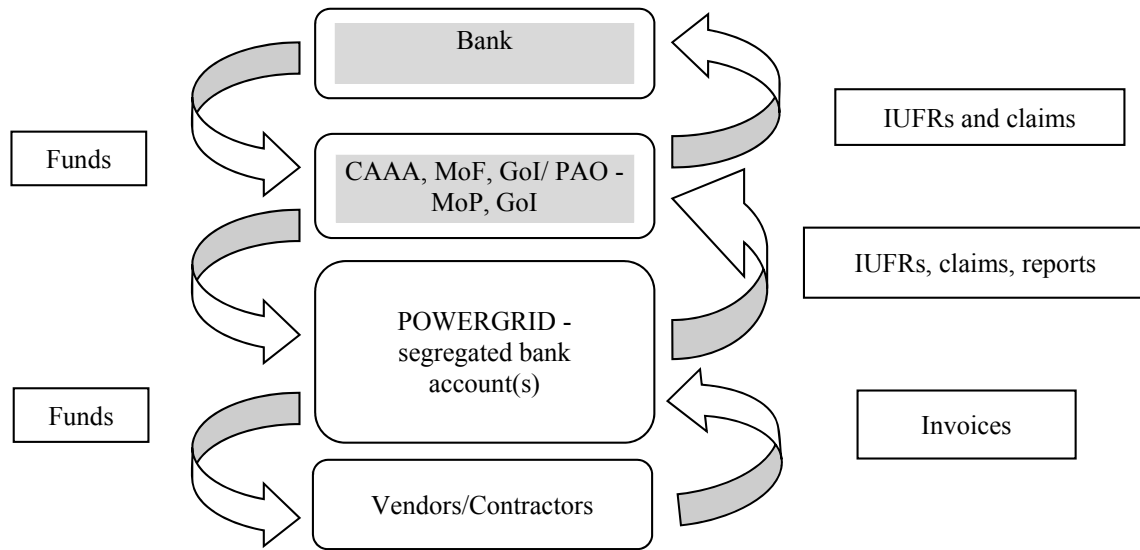 Bank
IUFRs and claims
Funds
CAAA, MoF, GoI/ PAO -
MoP, GoI
IUFRs, claims, reports
POWERGRID -
segregated bank
account(s)
Funds
Invoices
Vendors/Contractors